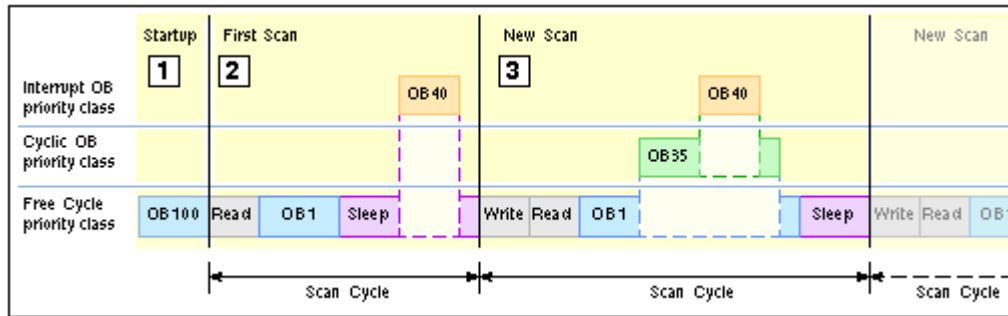 Startup
First Scan
New Scan
New Scan
1
2
3
Interrupt OB
priority class
OB40
OB40
Cyclic OB
priority class
OB35
Free Cycle
priority class
OB100
Read
OB1
Sleep
Write
Read
OB1
Sleep
Write
Read
OB1
Scan Cycle
Scan Cycle
Scan Cycle